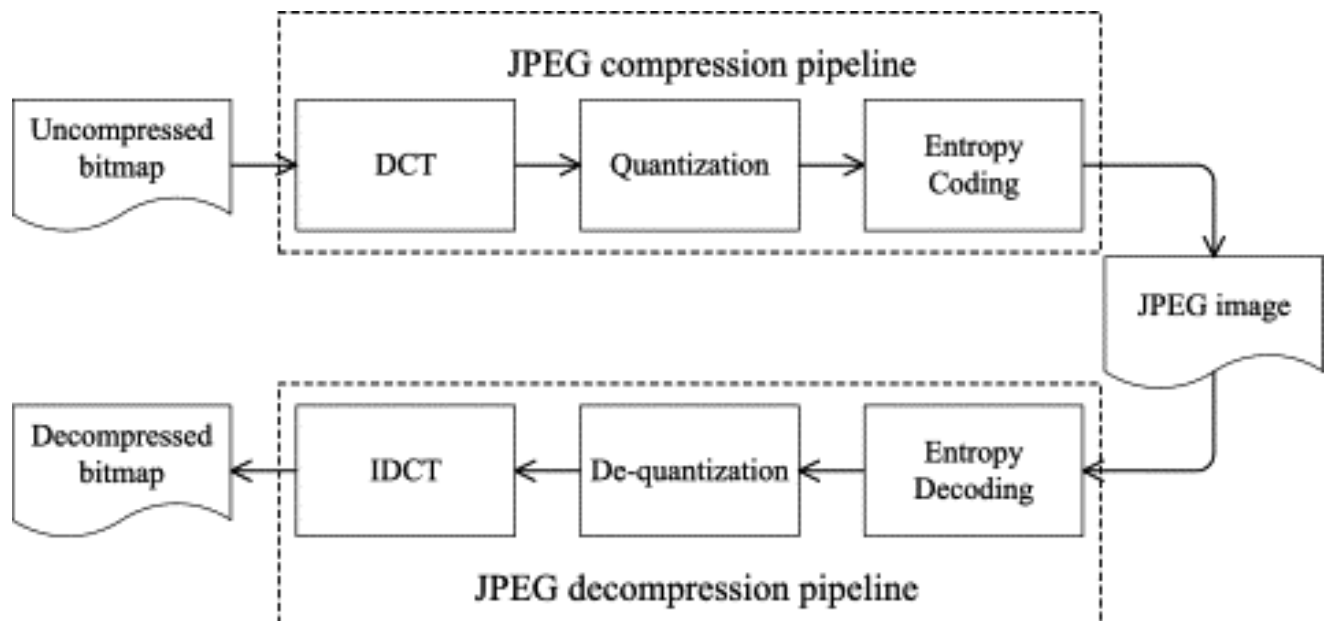 JPEG compression pipeline
Uncompressed
bitmap
DCT
Quantization
Entropy
Coding
JPEG image
Decompressed
bitmap
IDCT
De-quantization
Entropy
Decoding
JPEG decompression pipeline